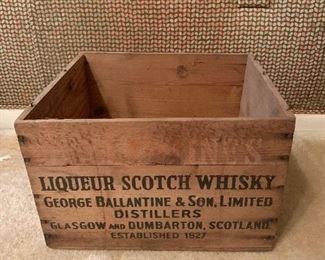 LIQUEUR SCOTCH WHISKY
GEORGE BALLANTINE & SON, LIMITED
DISTILLERS
GLASGOW AND DUMBARTON, SCOTLAND
ESTABLISHED 1827